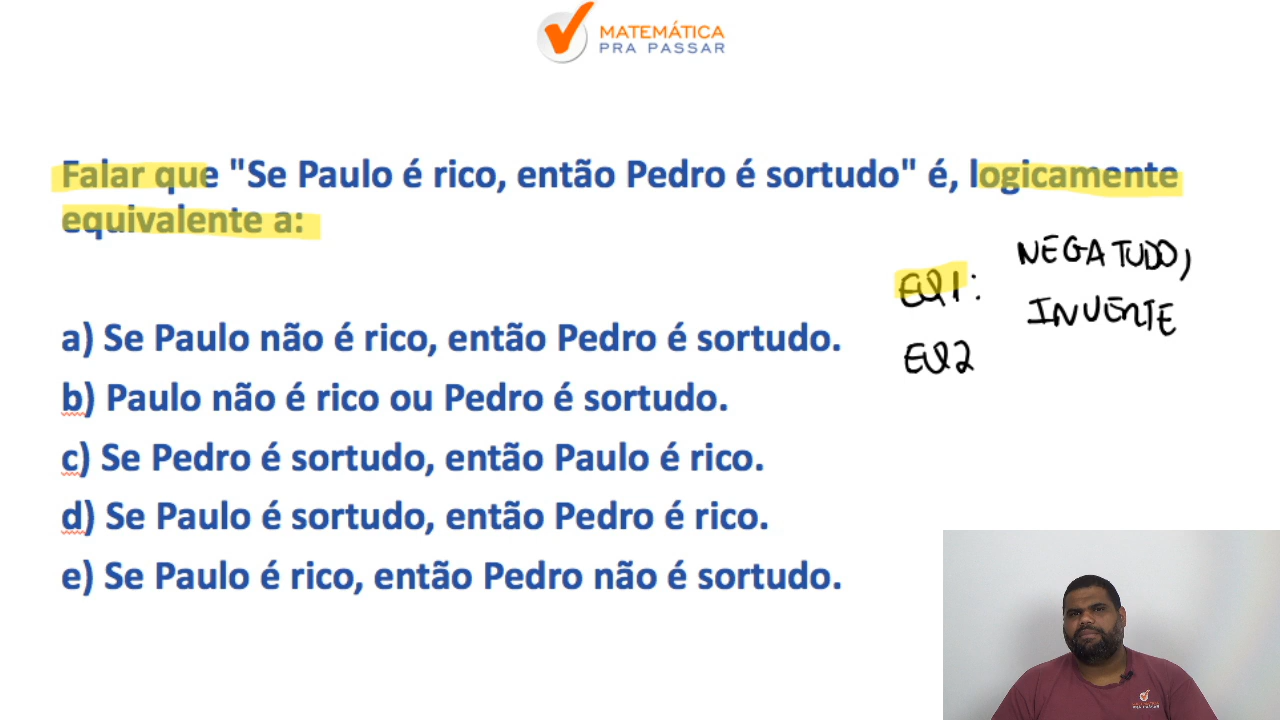 MATEMÁTICA
PRA PASSAR
Falar que "Se Paulo é rico, então Pedro é sortudo" é, logicamente
equivalente a:
EQ1: NEGA TUDO,
INVERTE
EQ2
a) Se Paulo não é rico, então Pedro é sortudo.
b) Paulo não é rico ou Pedro é sortudo.
c) Se Pedro é sortudo, então Paulo é rico.
d) Se Paulo é sortudo, então Pedro é rico.
e) Se Paulo é rico, então Pedro não é sortudo.